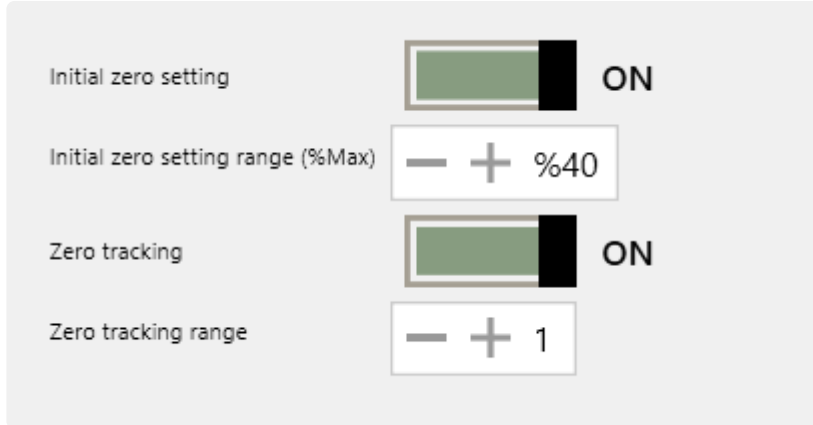 Initial zero setting ON
Initial zero setting range (%Max) %40
Zero tracking ON
Zero tracking range 1